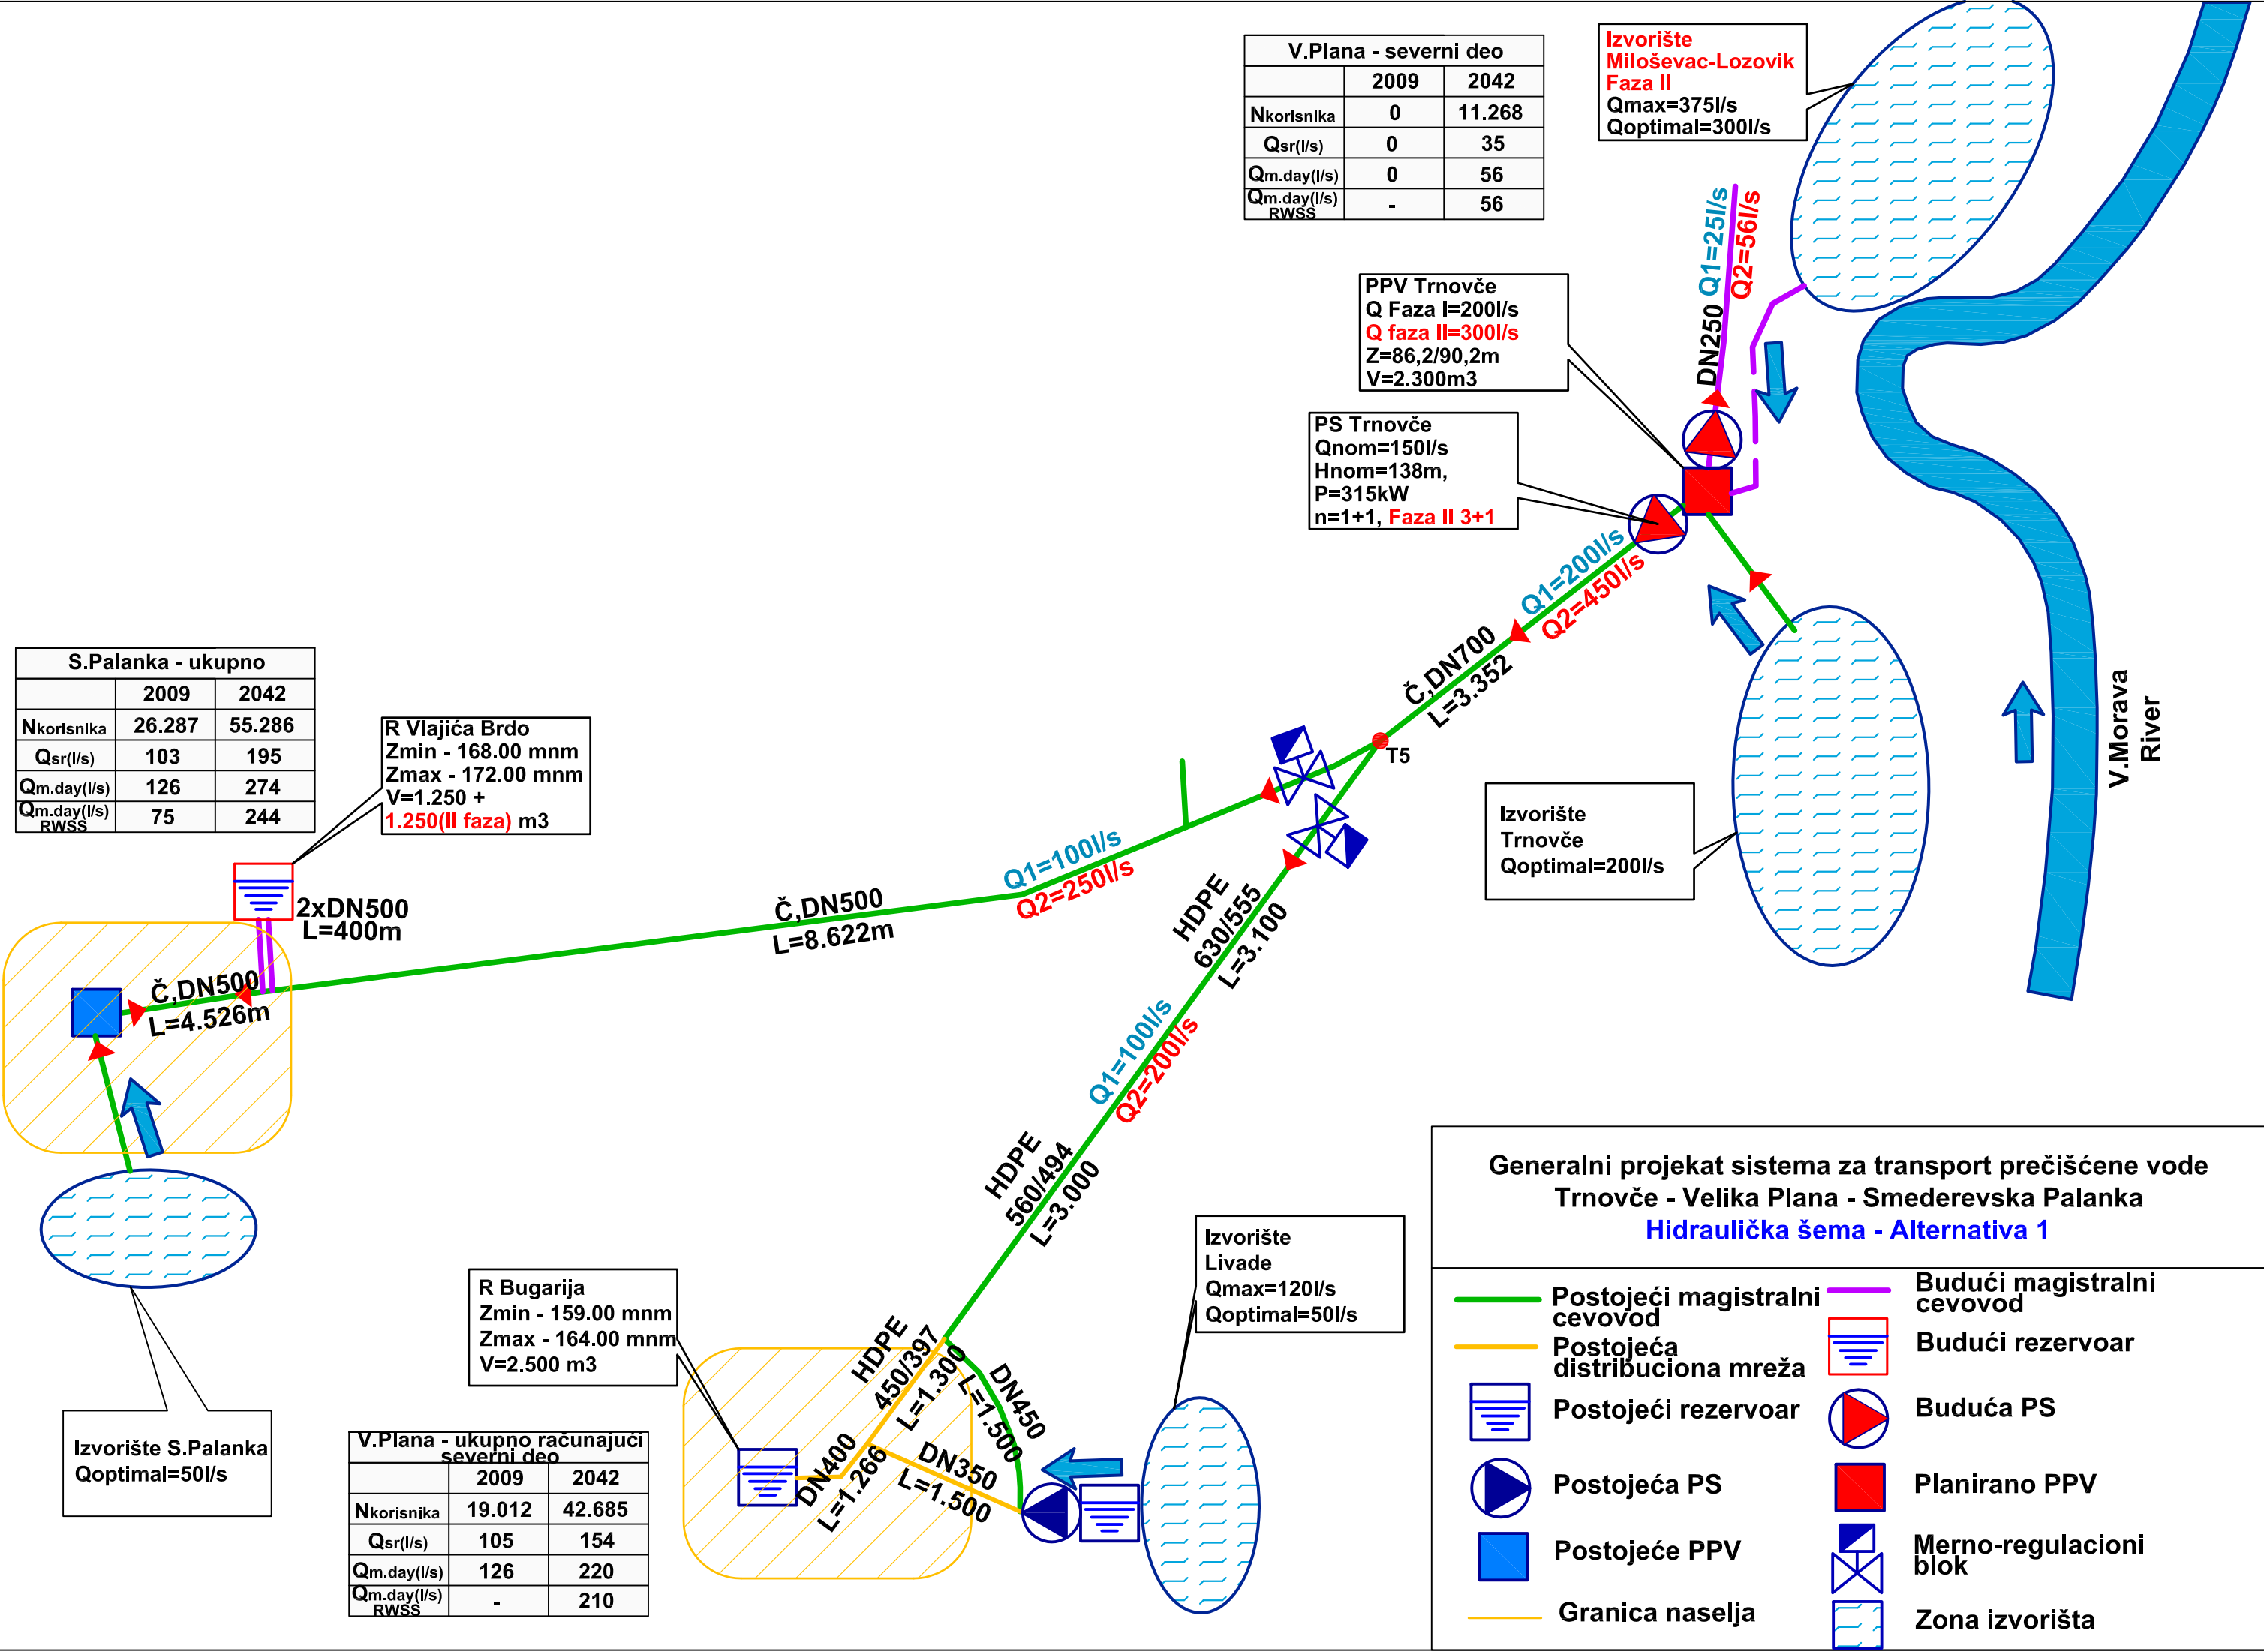 V.Plana - severni deo
2009 2042
Nkorisnika 0 11.268
Qsr(l/s) 0 35
Qm.day(l/s) 0 56
Qm.day(l/s) - 56
RWSS
Izvorište
Miloševac-Lozovik
Faza II
Qmax=375l/s
Qoptimal=300l/s
DN250 Q1=25l/s
Q2=56l/s
PPV Trnovče
Q Faza I=200l/s
Q faza II=300l/s
Z=86,2/90,2m
V=2.300m3
PS Trnovče
Qnom=150l/s
Hnom=138m,
P=315kW
n=1+1, Faza II 3+1
Q1=200l/s
Q2=450l/s
Č,DN700
L=3.352
T5
V.Morava
River
Izvorište
Trnovče
Qoptimal=200l/s
S.Palanka - ukupno
2009 2042
Nkorisnika 26.287 55.286
Qsr(l/s) 103 195
Qm.day(l/s) 126 274
Qm.day(l/s) 75 244
RWSS
R Vlajića Brdo
Zmin - 168.00 mnm
Zmax - 172.00 mnm
V=1.250 +
1.250(II faza) m3
2xDN500
L=400m
Č,DN500
L=4.526m
Č,DN500
L=8.622m
Q1=100l/s
Q2=250l/s
HDPE
630/555
L=3.100
Q1=100l/s
Q2=200l/s
HDPE
560/494
L=3.000
Izvorište
Livade
Qmax=120l/s
Qoptimal=50l/s
R Bugarija
Zmin - 159.00 mnm
Zmax - 164.00 mnm
V=2.500 m3
HDPE
450/397
L=1.300
DN450
L=1.500
DN400
L=1.266
DN350
L=1.500
Izvorište S.Palanka
Qoptimal=50l/s
V.Plana - ukupno računajući
severni deo
2009 2042
Nkorisnika 19.012 42.685
Qsr(l/s) 105 154
Qm.day(l/s) 126 220
Qm.day(l/s) - 210
RWSS
Generalni projekat sistema za transport prečišćene vode
Trnovče - Velika Plana - Smederevska Palanka
Hidraulička šema - Alternativa 1
Postojeći magistralni
cevovod
Postojeća
distribuciona mreža
Postojeći rezervoar
Postojeća PS
Postojeće PPV
Granica naselja
Budući magistralni
cevovod
Budući rezervoar
Buduća PS
Planirano PPV
Merno-regulacioni
blok
Zona izvorišta